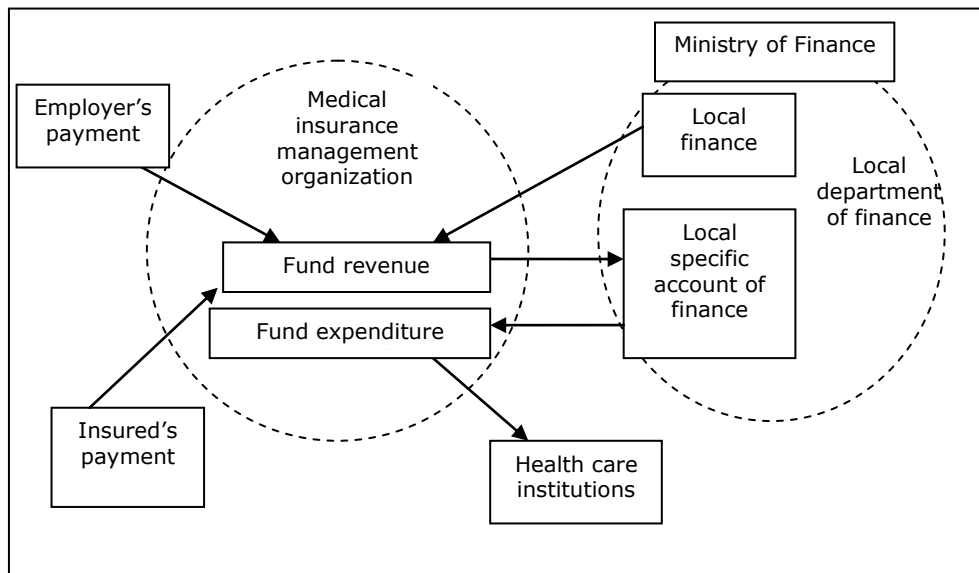 Ministry of Finance
Employer’s
payment
Medical
insurance
management
organization
Local
finance
Local
department
of finance
Fund revenue
Local
specific
account of
finance
Fund expenditure
Insured’s
payment
Health care
institutions